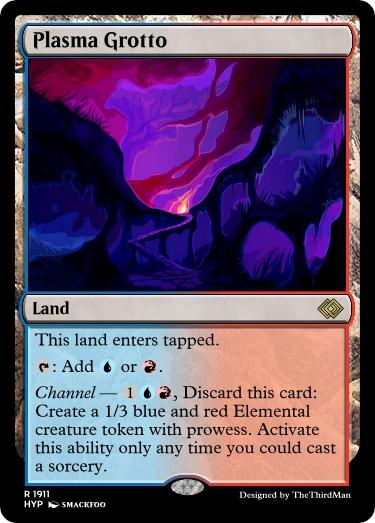 Plasma Grotto
Land
This land enters tapped.
: Add or .
Channel — 1, Discard this card:
Create a 1/3 blue and red Elemental
creature token with prowess. Activate
this ability only any time you could cast
a sorcery.
R 1911
HYP SMACKFOO
Designed by TheThirdMan